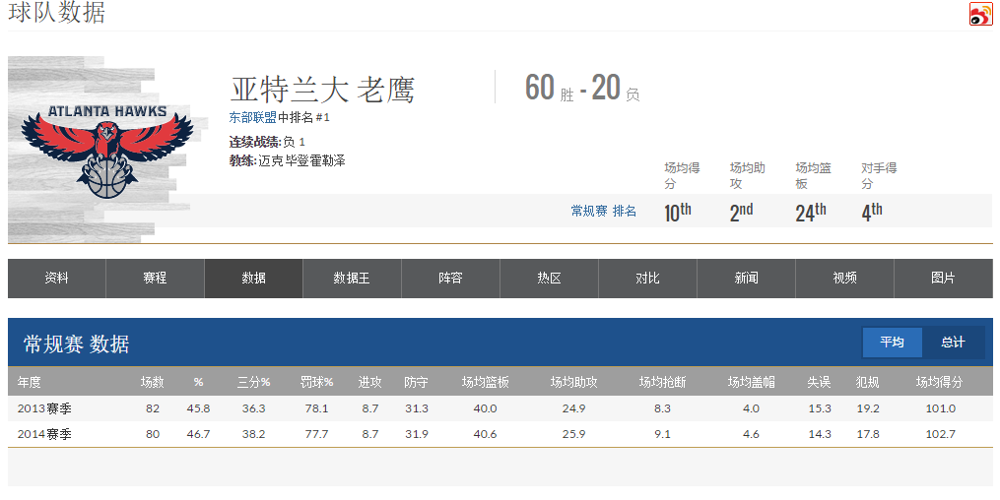 球队数据
ATLANTA HAWKS
亚特兰大 老鹰
60 胜 - 20 负
东部联盟中排名 #1
连续战绩: 负 1
教练: 迈克 毕登霍勒泽
场均得分 场均助攻 场均篮板 对手得分
常规赛 排名 10th 2nd 24th 4th
资料 赛程 数据 数据王 阵容 热区 对比 新闻 视频 图片
常规赛 数据 平均 总计
年度 场数 % 三分% 罚球% 进攻 防守 场均篮板 场均助攻 场均抢断 场均盖帽 失误 犯规 场均得分
2013赛季 82 45.8 36.3 78.1 8.7 31.3 40.0 24.9 8.3 4.0 15.3 19.2 101.0
2014赛季 80 46.7 38.2 77.7 8.7 31.9 40.6 25.9 9.1 4.6 14.3 17.8 102.7